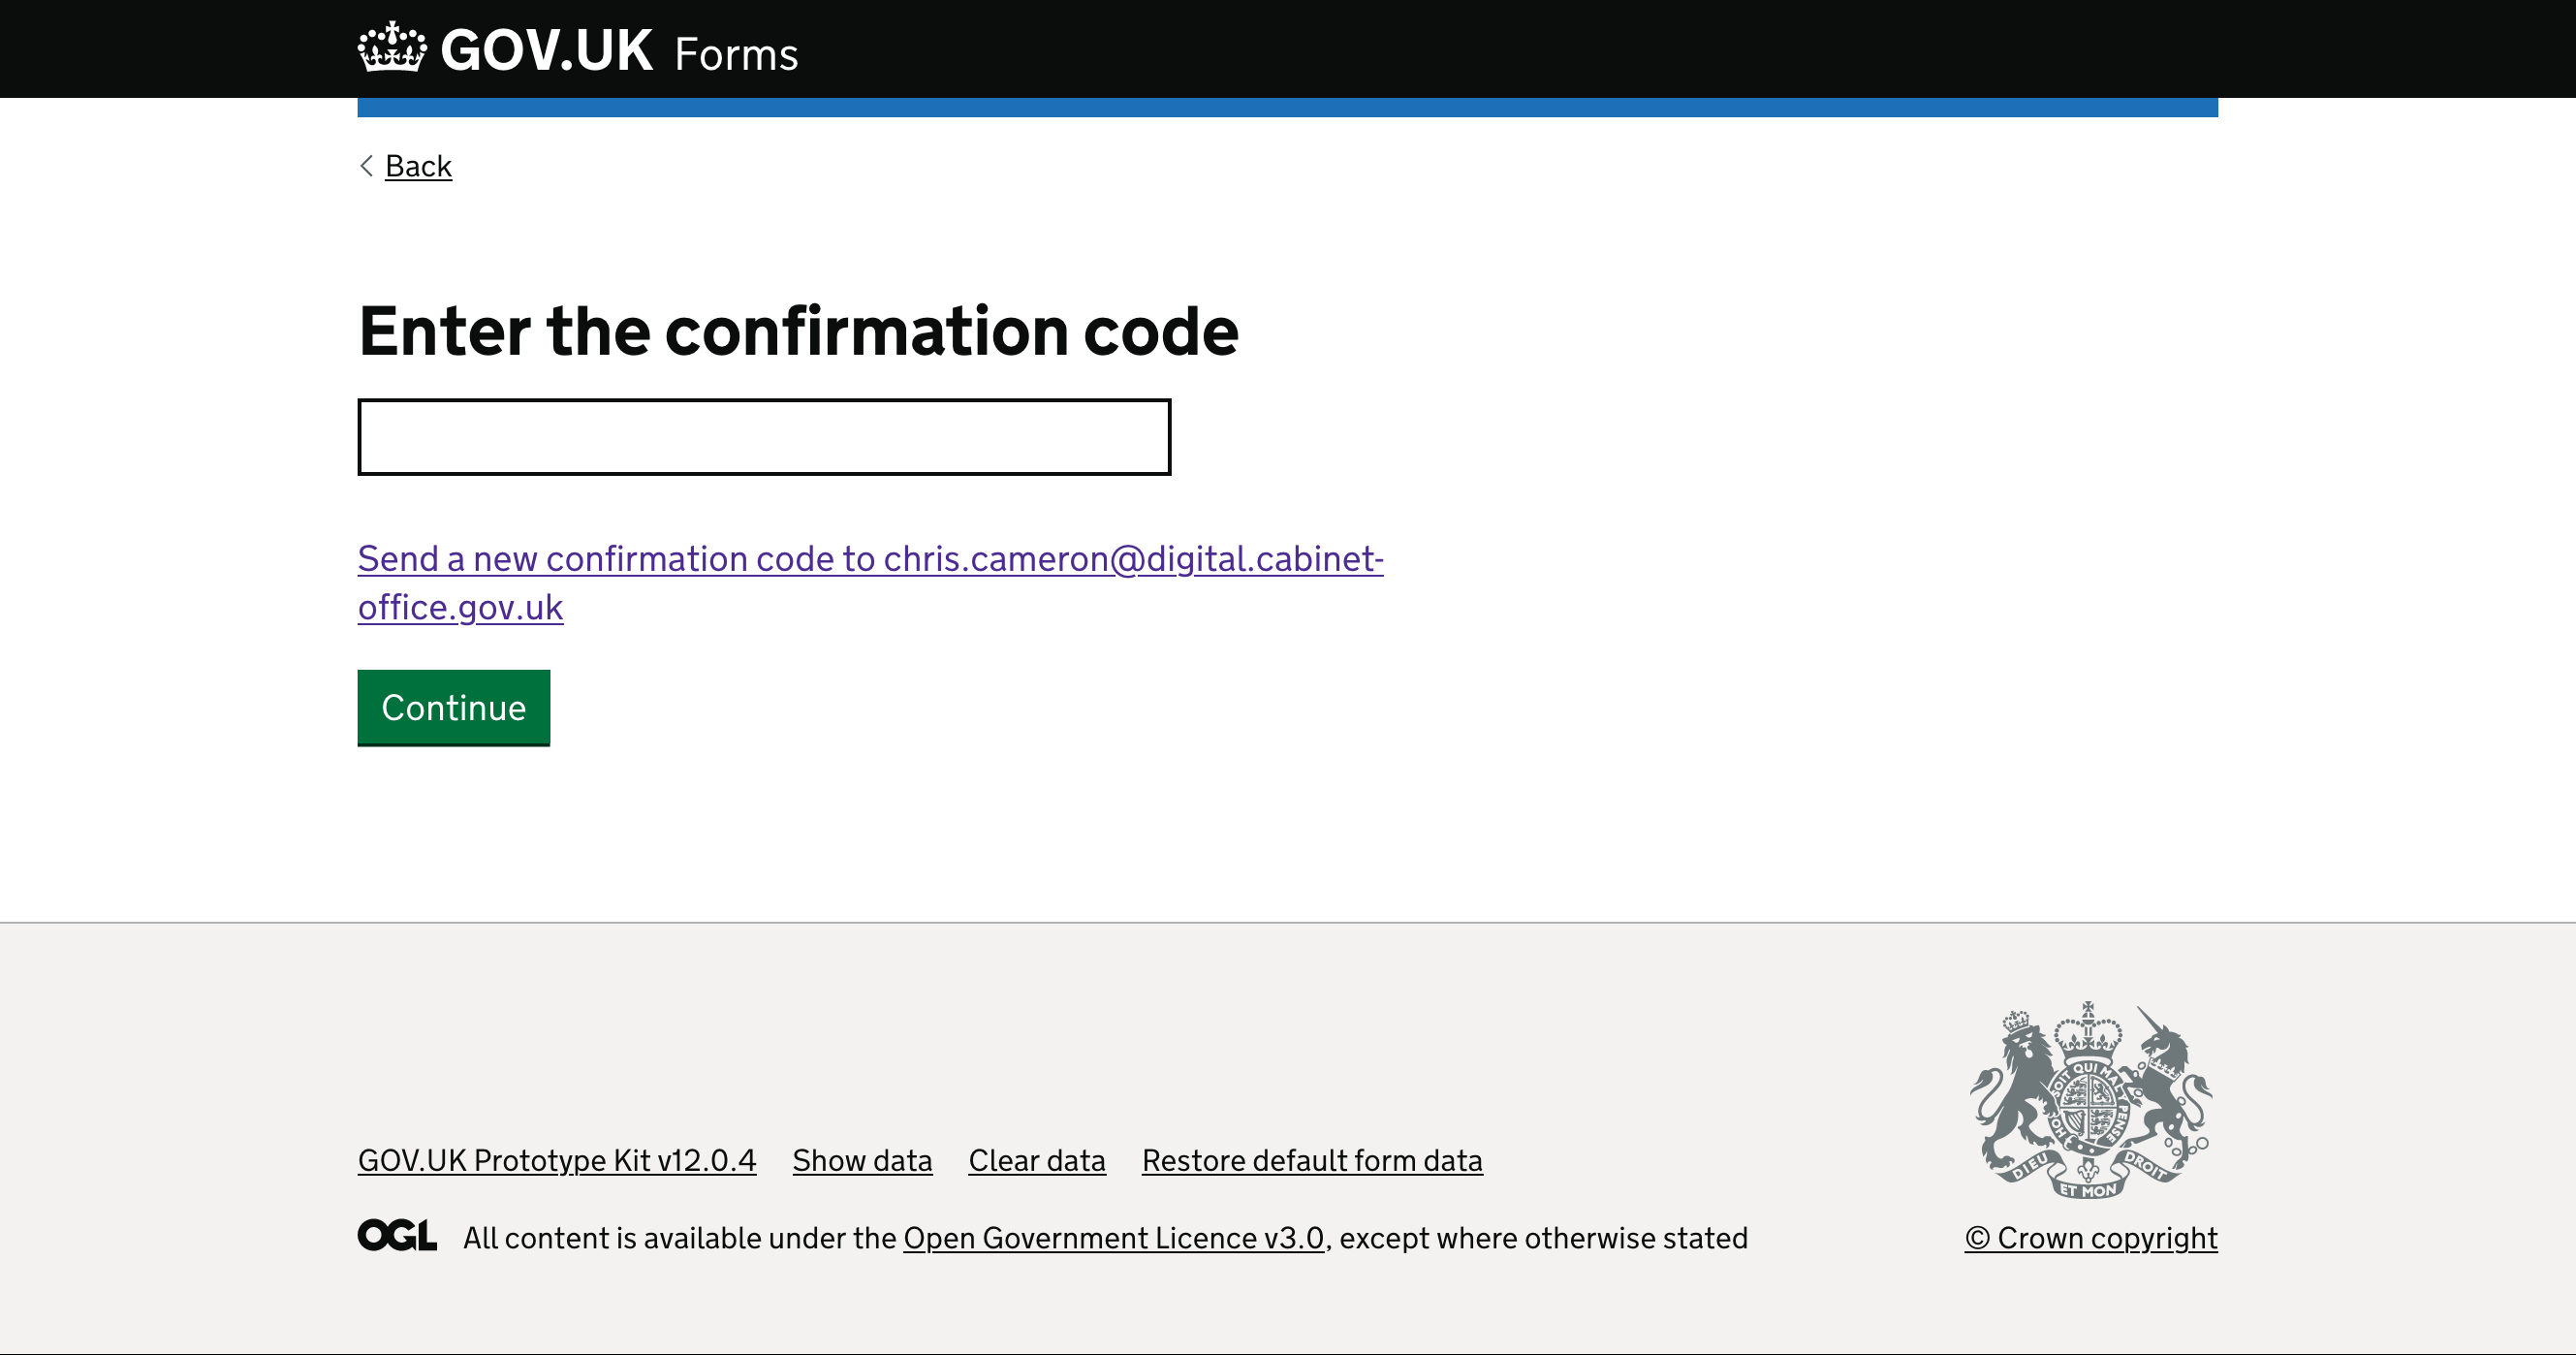 GOV.UK Forms
Back
Enter the confirmation code
Send a new confirmation code to chris.cameron@digital.cabinet-
office.gov.uk
Continue
GOV.UK Prototype Kit v12.0.4 Show data Clear data Restore default form data
OGL All content is available under the Open Government Licence v3.0, except where otherwise stated
SOIT QUI MAL Y PENSE
HON
DIEU ET MON DROIT
© Crown copyright